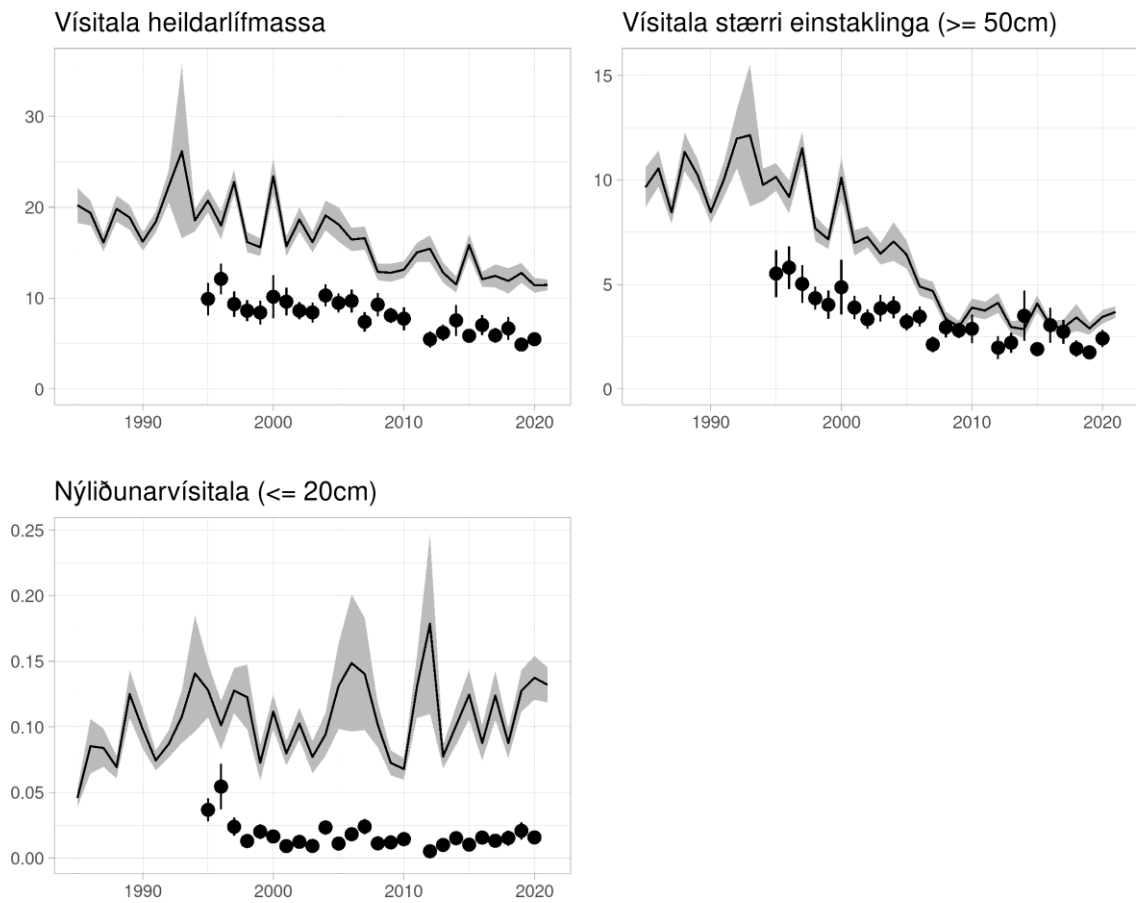 Vísitala heildarlífmassa
30
20
10
0
1990 2000 2010 2020
Vísitala stærri einstaklinga (>= 50cm)
15
10
5
0
1990 2000 2010 2020
Nýliðunarvísitala (<= 20cm)
0.25
0.20
0.15
0.10
0.05
0.00
1990 2000 2010 2020